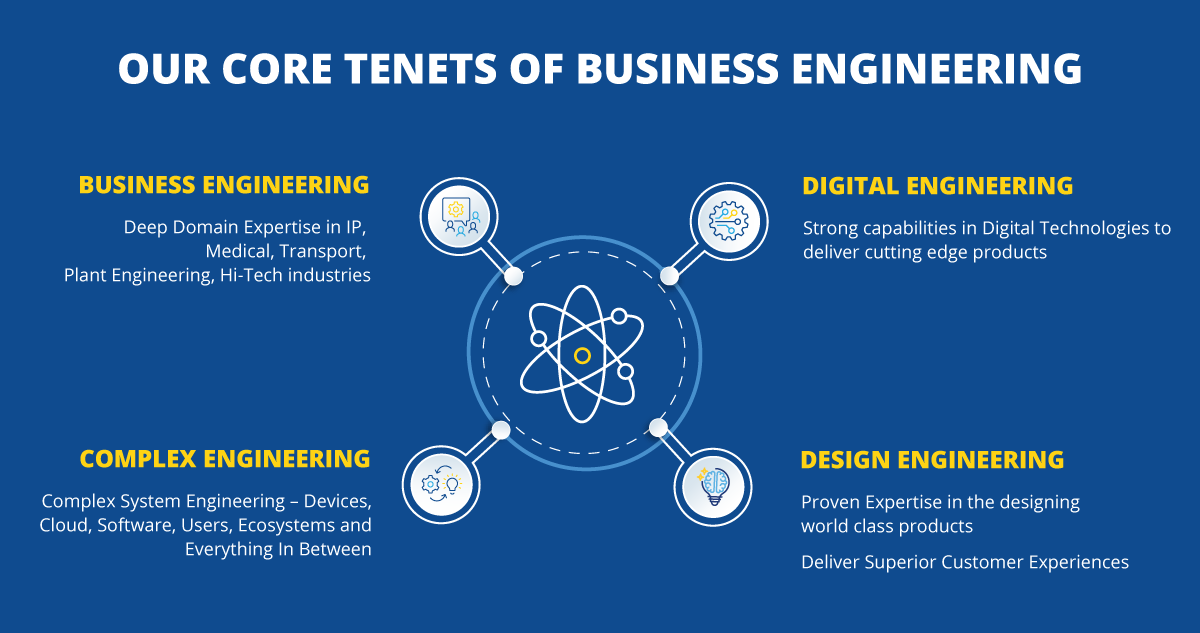 OUR CORE TENETS OF BUSINESS ENGINEERING
BUSINESS ENGINEERING
Deep Domain Expertise in IP,
Medical, Transport,
Plant Engineering, Hi-Tech industries
DIGITAL ENGINEERING
Strong capabilities in Digital Technologies to
deliver cutting edge products
COMPLEX ENGINEERING
Complex System Engineering – Devices,
Cloud, Software, Users, Ecosystems and
Everything In Between
DESIGN ENGINEERING
Proven Expertise in the designing
world class products
Deliver Superior Customer Experiences